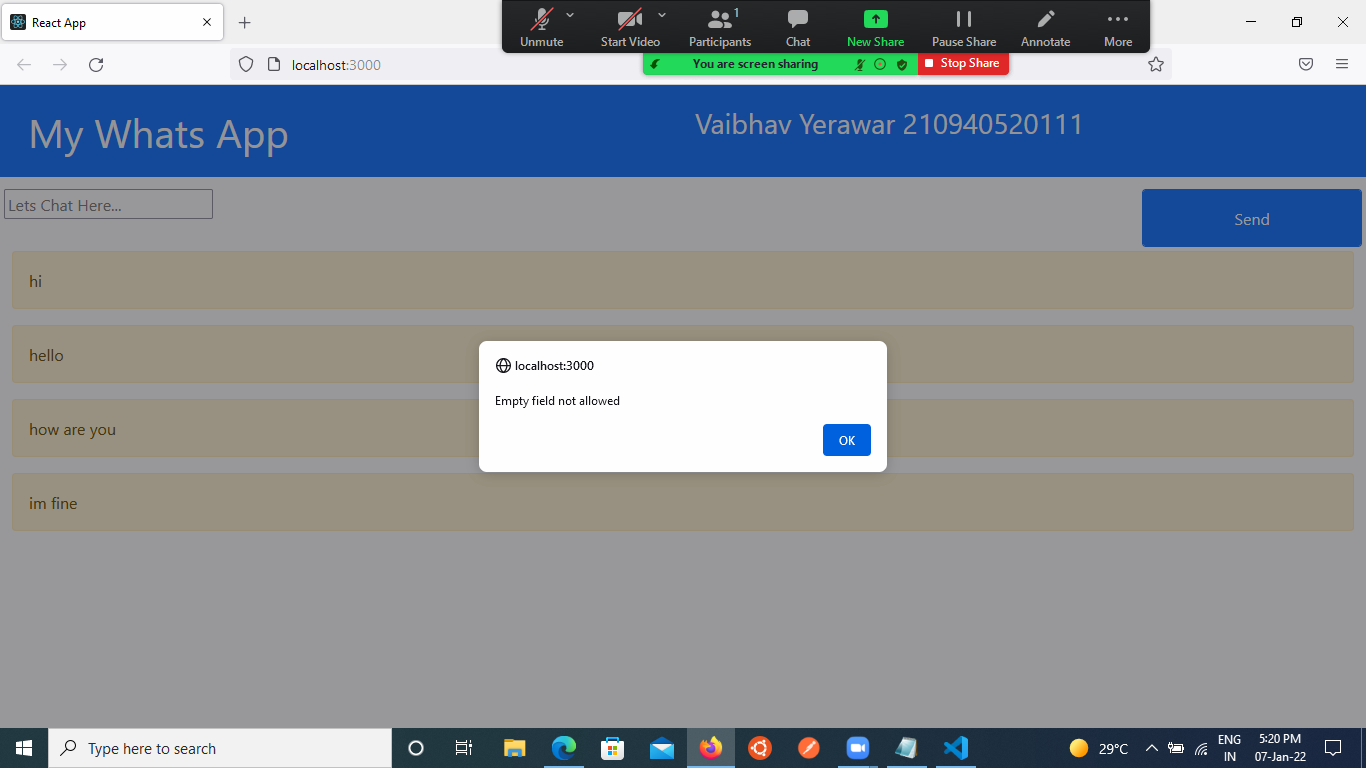 React App
Unmute
Start Video
1
Participants
Chat
New Share
Pause Share
Annotate
More
localhost:3000
You are screen sharing
Stop Share
My Whats App
Vaibhav Yerawar 210940520111
Lets Chat Here...
Send
hi
hello
how are you
im fine
localhost:3000
Empty field not allowed
OK
Type here to search
29°C
ENG
IN
5:20 PM
07-Jan-22